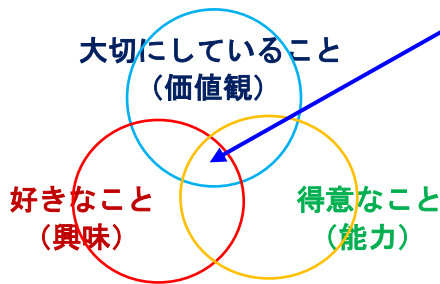 大切にしていること
（価値観）
好きなこと
（興味）
得意なこと
（能力）